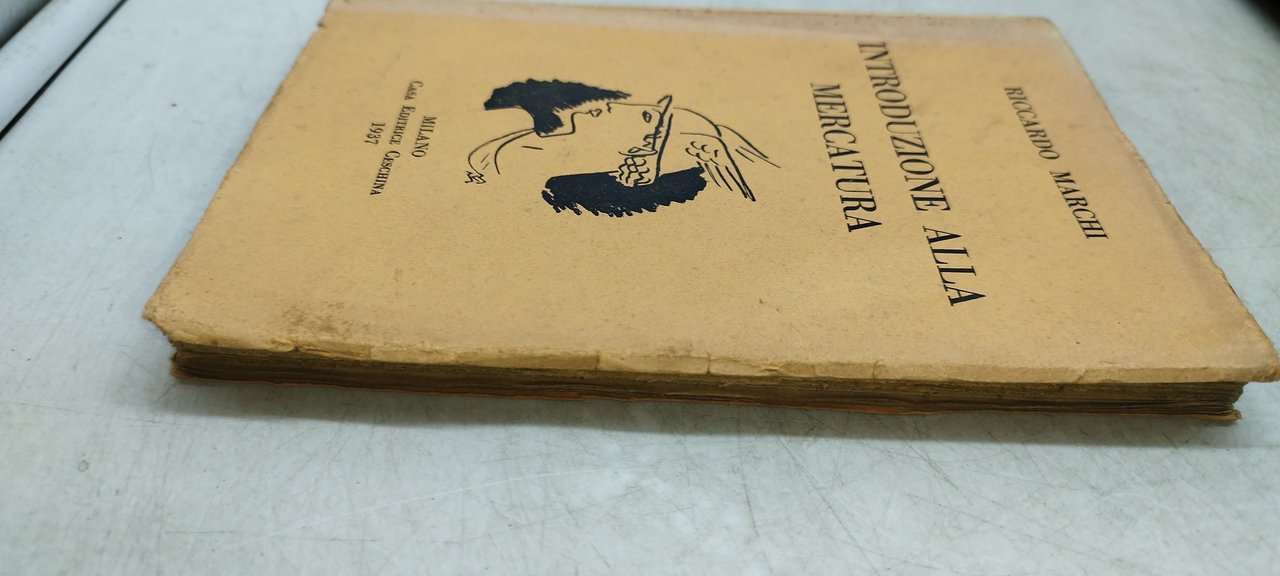 RICCARDO MARCHI
INTRODUZIONE ALLA
MERCATURA
MILANO
CASA EDITRICE CESCHINA
1937